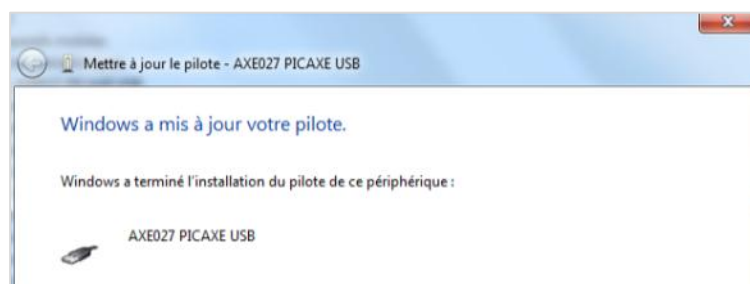 Mettre à jour le pilote - AXE027 PICAXE USB
Windows a mis à jour votre pilote.
Windows a terminé l'installation du pilote de ce périphérique :
AXE027 PICAXE USB